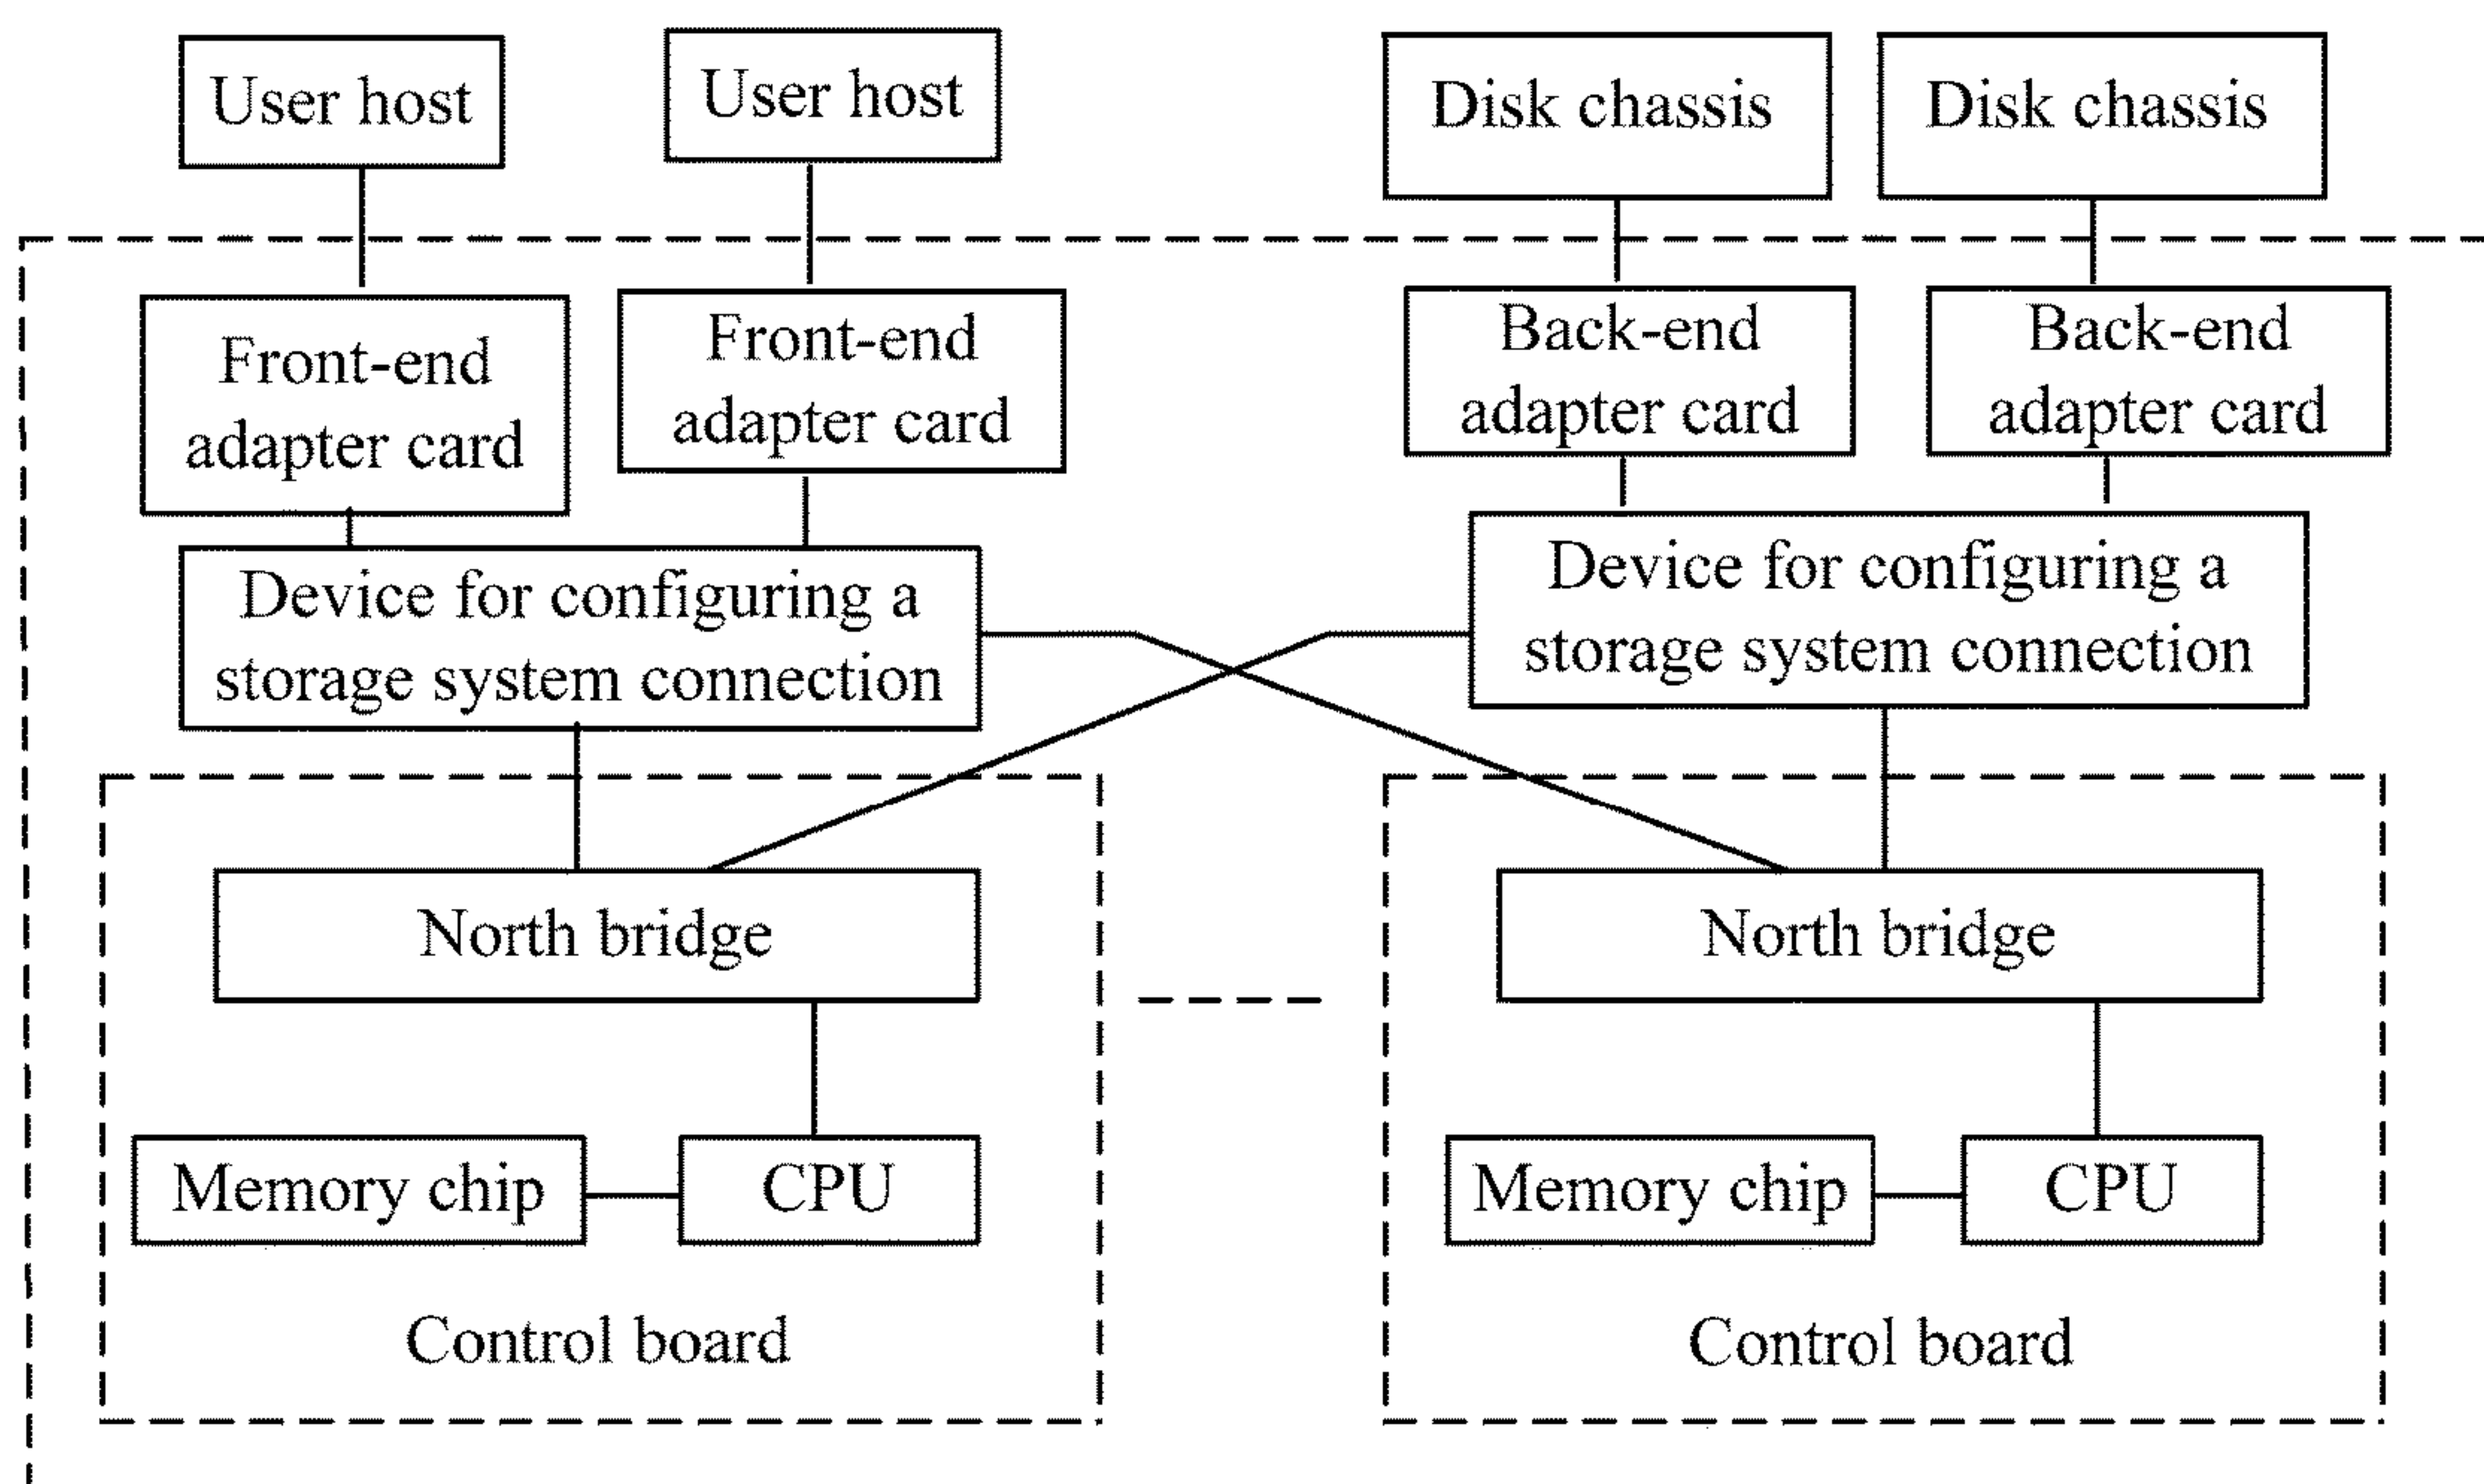 User host
User host
Disk chassis
Disk chassis
Front-end
adapter card
Front-end
adapter card
Back-end
adapter card
Back-end
adapter card
Device for configuring a
storage system connection
Device for configuring a
storage system connection
North bridge
North bridge
Memory chip
CPU
Memory chip
CPU
Control board
Control board